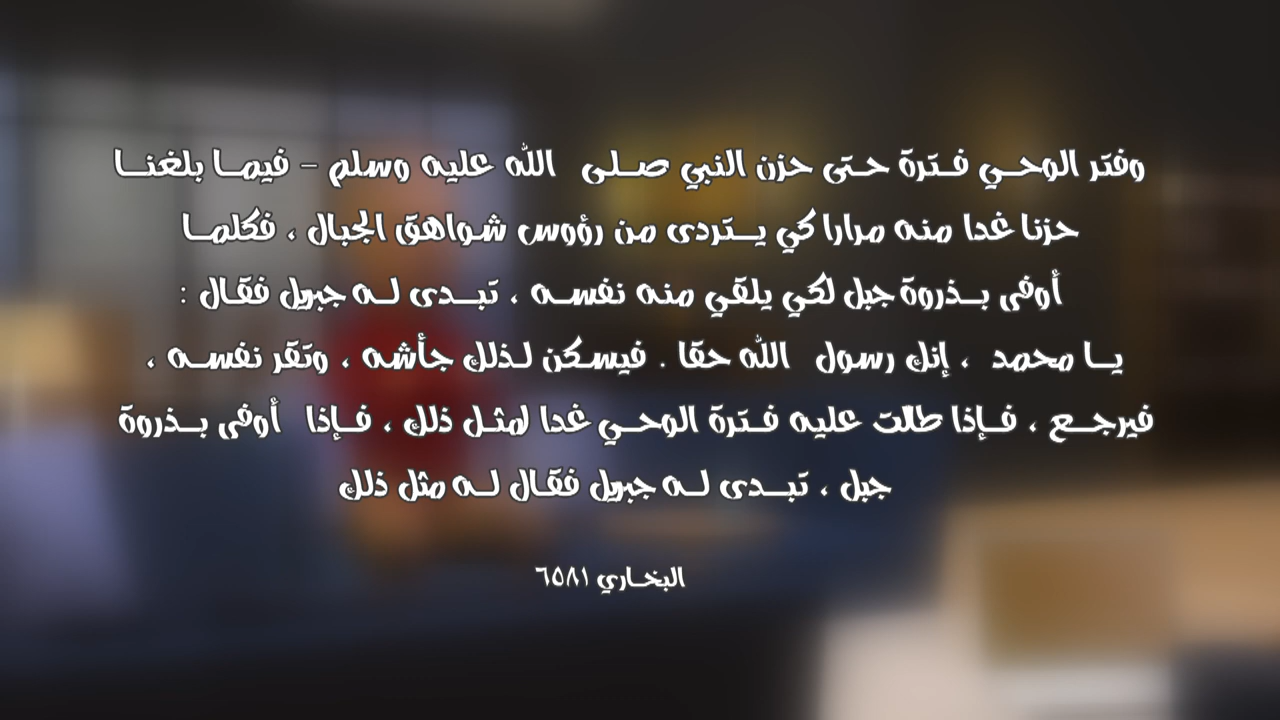 وفتر الوحي فترة حتى حزن النبي صلى الله عليه وسلم - فيما بلغنا
حزنا غدا منه مرارا كي يتردى من رؤوس شواهق الجبال ، فكلما
أوفى بذروة جبل لكي يلقي منه نفسه ، تبدى له جبريل فقال :
يا محمد ، إنك رسول الله حقا . فيسكن لذلك جأشه ، وتقر نفسه ،
فيرجع ، فإذا طالت عليه فترة الوحي غدا لمثل ذلك ، فإذا أوفى بذروة
جبل ، تبدى له جبريل فقال له مثل ذلك
البخاري ٦٥٨١